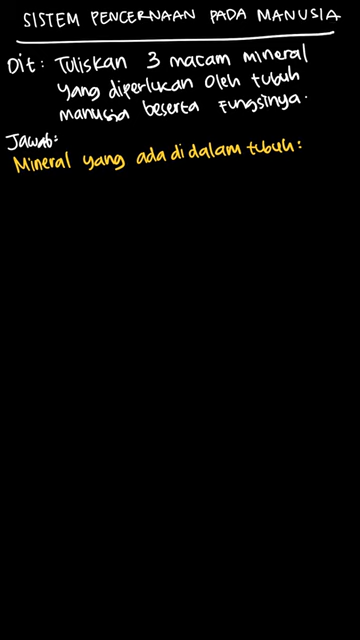 SISTEM PENCERNAAN PADA MANUSIA
Dit: Tuliskan 3 macam mineral
yang diperlukan oleh tubuh
manusia beserta fungsinya.
Jawab:
Mineral yang ada di dalam tubuh: